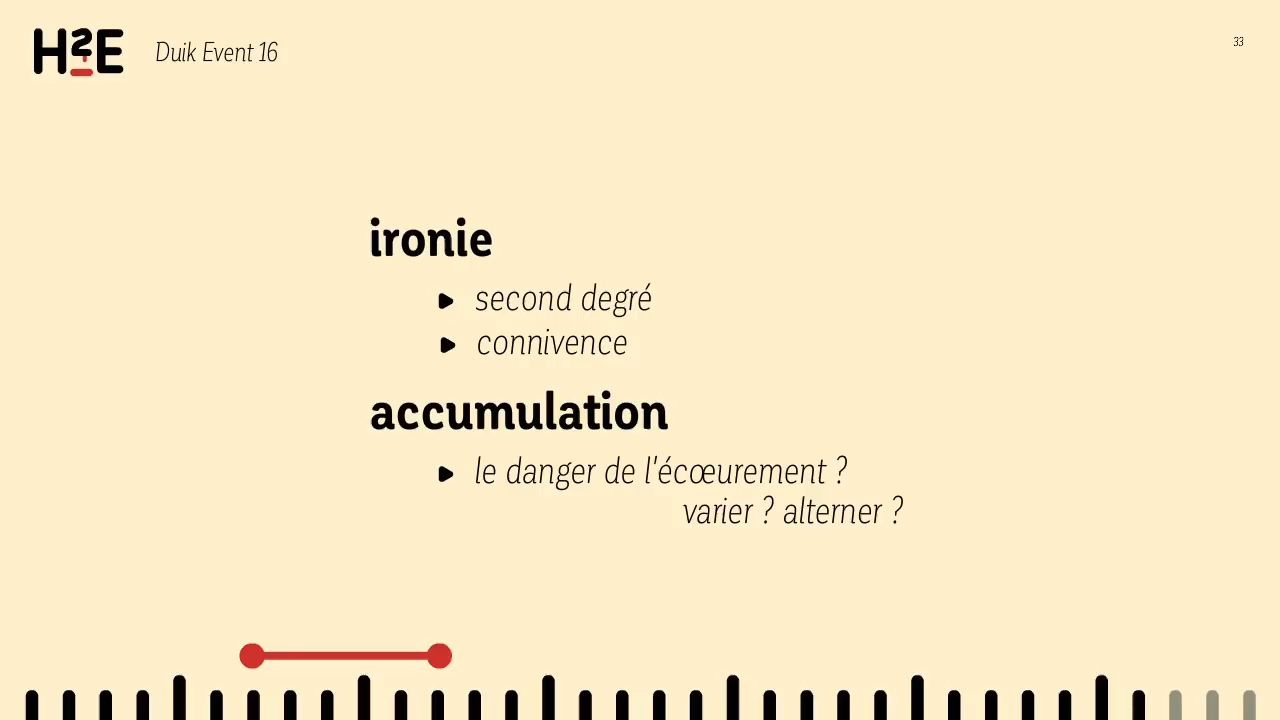 H2E
Duik Event 16
33
ironie
second degré
connivence
accumulation
le danger de l'écœurement ?
varier ? alterner ?